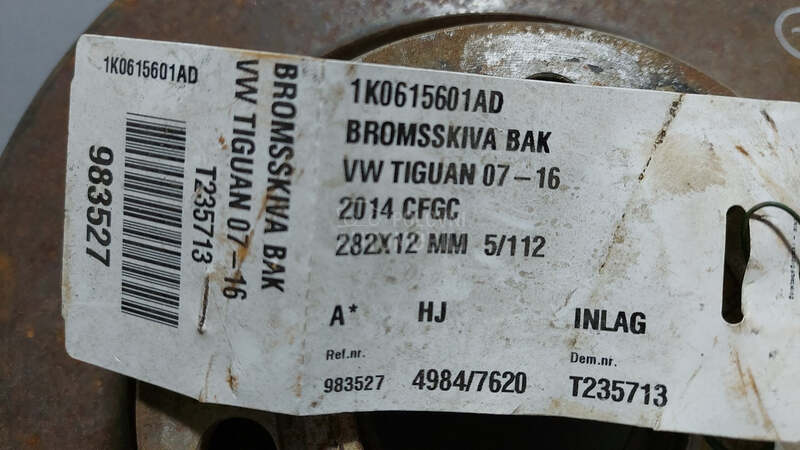 1K0615601AD
983527
T235713
VW TIGUAN 07-16
BROMSSKIVA BAK
1K0615601AD
BROMSSKIVA BAK
VW TIGUAN 07-16
2014 CFGC
282X12 MM 5/112
A* HJ INLAG
Ref.nr. Dem.nr.
983527 4984/7620 T235713